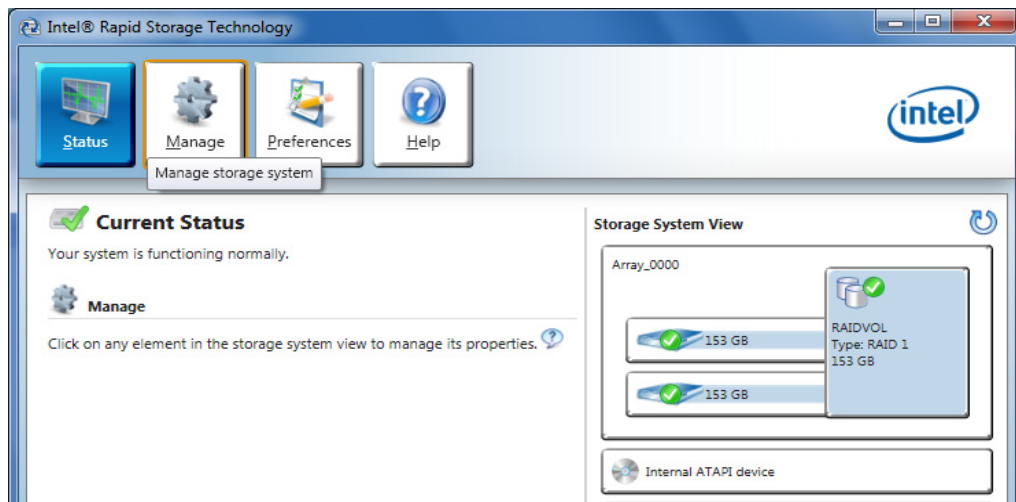 Intel® Rapid Storage Technology
Status
Manage
Preferences
Help
intel
Manage storage system
Current Status
Your system is functioning normally.
Manage
Click on any element in the storage system view to manage its properties.
Storage System View
Array_0000
153 GB
153 GB
RAIDVOL
Type: RAID 1
153 GB
Internal ATAPI device